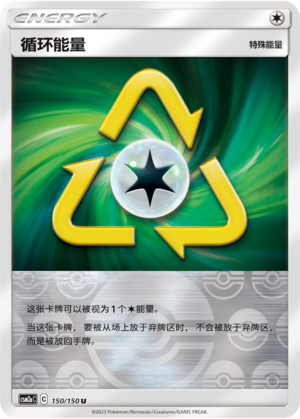 ENERGY
循环能量
特殊能量
这张卡牌可以被视为1个能量。
当这张卡牌，要被从场上放于弃牌区时，不会被放于弃牌区，
而是放回手牌。
CSM2a C C 150/150 U
©2023 Pokémon/Nintendo/Creatures/GAME FREAK.